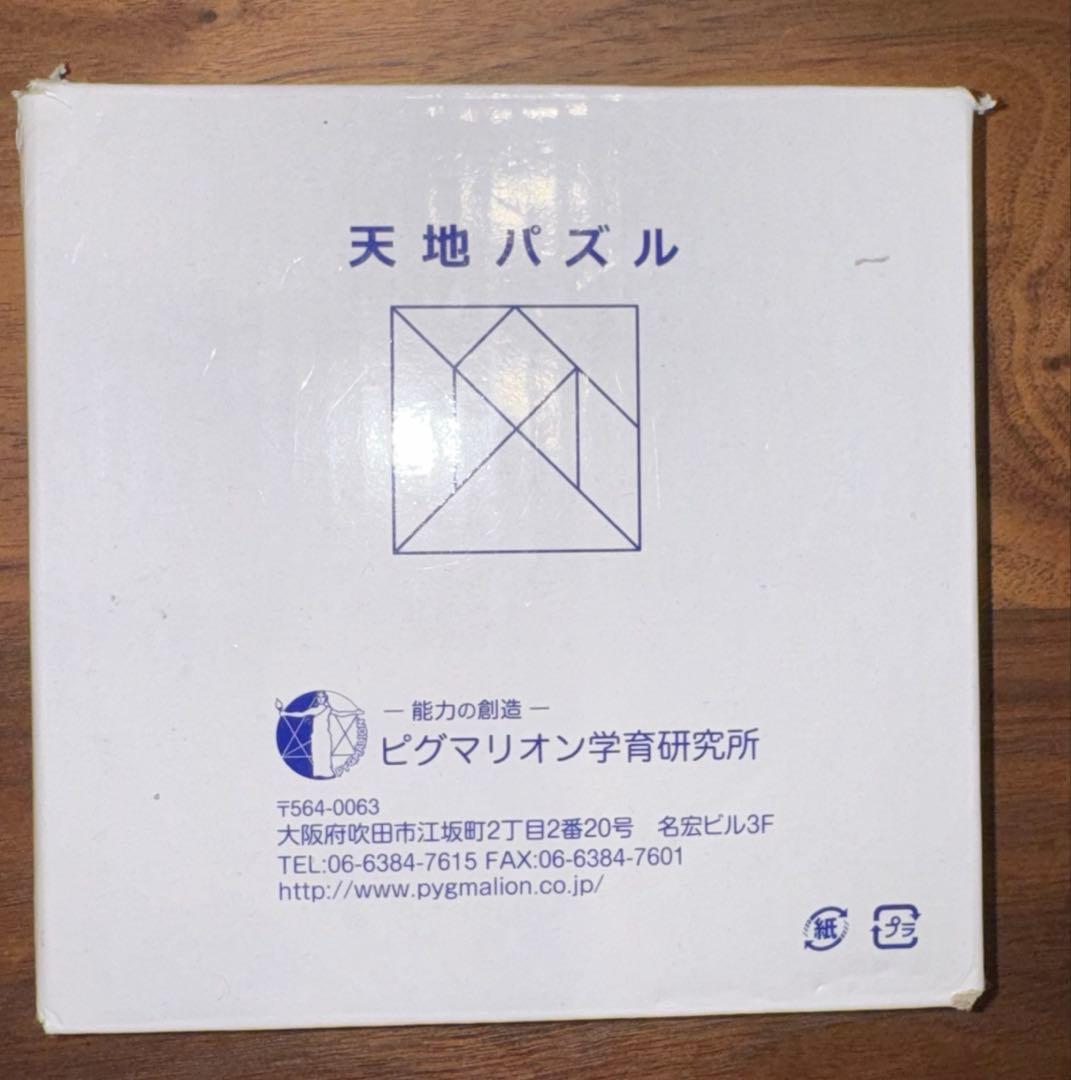 天地パズル
― 能力の創造 ―
ピグマリオン学育研究所
PYGMALION
〒564-0063
大阪府吹田市江坂町2丁目2番20号　名宏ビル3F
TEL:06-6384-7615 FAX:06-6384-7601
http://www.pygmalion.co.jp/
紙 プラ